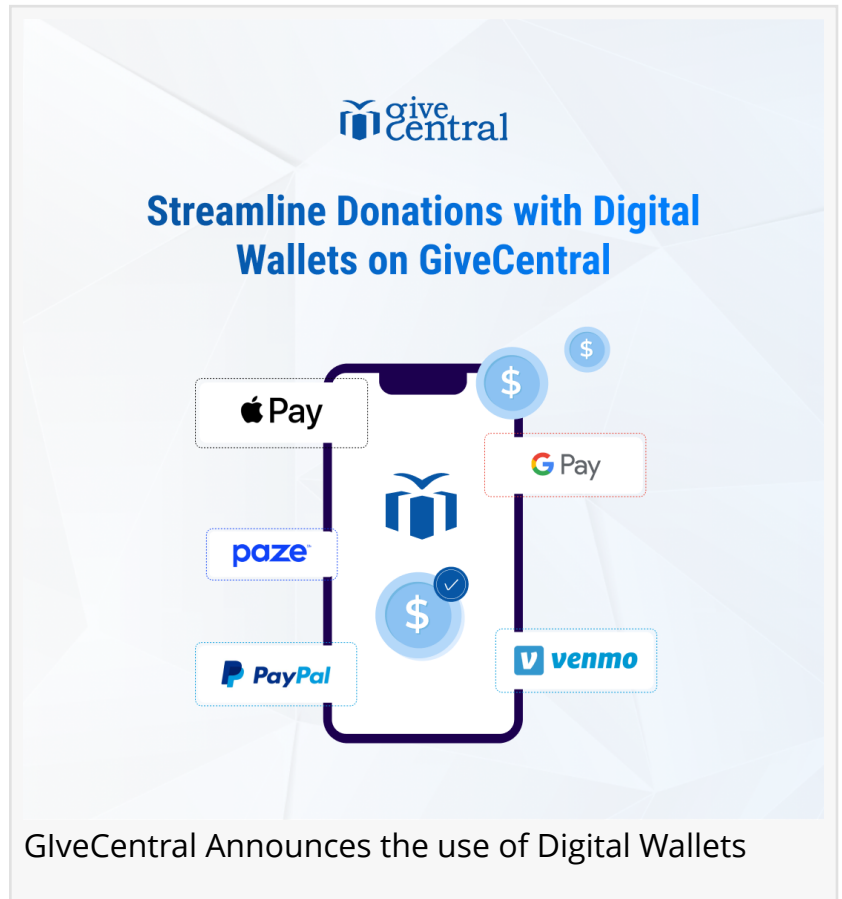 give
central
Streamline Donations with Digital
Wallets on GiveCentral
$
$
Pay
G Pay
paze
$
PayPal
venmo
GIveCentral Announces the use of Digital Wallets